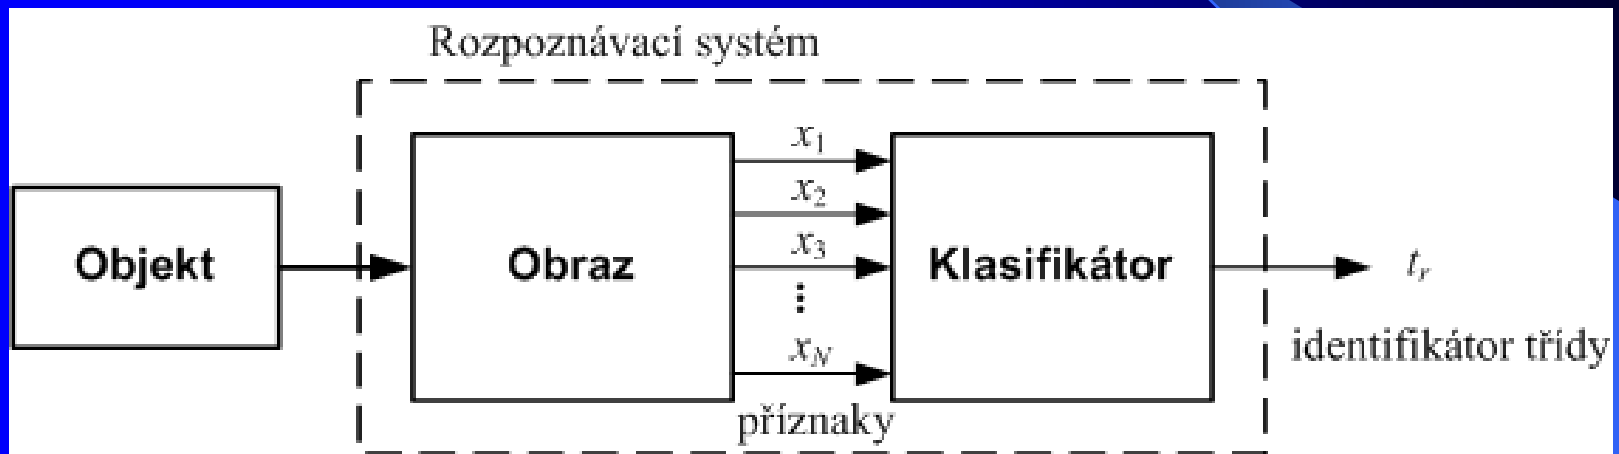 Rozpoznávací systém
Objekt
Obraz
x1
x2
x3
⋮
xN
příznaky
Klasifikátor
tr
identifikátor třídy